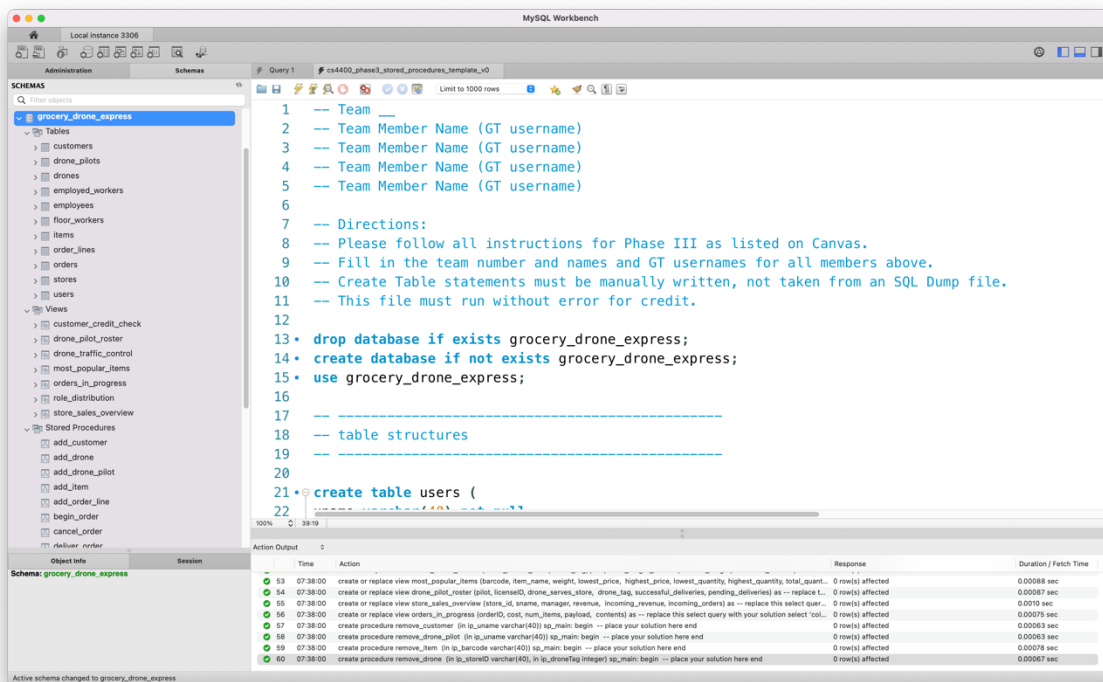 MySQL Workbench
Local instance 3306
Administration
Schemas
Query 1
cs4400_phase3_stored_procedures_template_v0
SCHEMAS
Filter objects
Limit to 1000 rows
grocery_drone_express
Tables
customers
drone_pilots
drones
employed_workers
employees
floor_workers
items
order_lines
orders
stores
users
Views
customer_credit_check
drone_pilot_roster
drone_traffic_control
most_popular_items
orders_in_progress
role_distribution
store_sales_overview
Stored Procedures
add_customer
add_drone
add_drone_pilot
add_item
add_order_line
begin_order
cancel_order
deliver_order
1 -- Team __
2 -- Team Member Name (GT username)
3 -- Team Member Name (GT username)
4 -- Team Member Name (GT username)
5 -- Team Member Name (GT username)
6
7 -- Directions:
8 -- Please follow all instructions for Phase III as listed on Canvas.
9 -- Fill in the team number and names and GT usernames for all members above.
10 -- Create Table statements must be manually written, not taken from an SQL Dump file.
11 -- This file must run without error for credit.
12
13 drop database if exists grocery_drone_express;
14 create database if not exists grocery_drone_express;
15 use grocery_drone_express;
16
17 -- -----------------------------------------------
18 -- table structures
19 -- -----------------------------------------------
20
21 create table users (
22 uname varchar(40) not null
100% 39:19
Object Info
Session
Schema: grocery_drone_express
Action Output
Time Action Response Duration / Fetch Time
53 07:38:00 create or replace view most_popular_items (barcode, item_name, weight, lowest_price, highest_price, lowest_quantity, highest_quantity, total_quant... 0 row(s) affected 0.00088 sec
54 07:38:00 create or replace view drone_pilot_roster (pilot, licenseID, drone_serves_store, drone_tag, successful_deliveries, pending_deliveries) as -- replace t... 0 row(s) affected 0.00087 sec
55 07:38:00 create or replace view store_sales_overview (store_id, sname, manager, revenue, incoming_revenue, incoming_orders) as -- replace this select quer... 0 row(s) affected 0.0010 sec
56 07:38:00 create or replace view orders_in_progress (orderID, cost, num_items, payload, contents) as -- replace this select query with your solution select 'col... 0 row(s) affected 0.00075 sec
57 07:38:00 create procedure remove_customer (in ip_uname varchar(40)) sp_main: begin -- place your solution here end 0 row(s) affected 0.00063 sec
58 07:38:00 create procedure remove_drone_pilot (in ip_uname varchar(40)) sp_main: begin -- place your solution here end 0 row(s) affected 0.00063 sec
59 07:38:00 create procedure remove_item (in ip_barcode varchar(40)) sp_main: begin -- place your solution here end 0 row(s) affected 0.00076 sec
60 07:38:00 create procedure remove_drone (in ip_storeID varchar(40), in ip_droneTag integer) sp_main: begin -- place your solution here end 0 row(s) affected 0.00067 sec
Active schema changed to grocery_drone_express